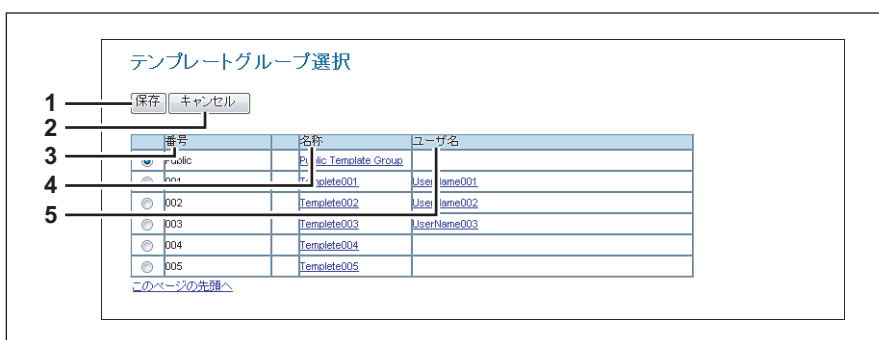 テンプレートグループ選択
1 保存 キャンセル
2
番号 名称 ユーザ名
3 Public Public Template Group
4 001 Templete001 UserName001
002 Templete002 UserName002
5 003 Templete003 UserName003
004 Templete004
005 Templete005
このページの先頭へ